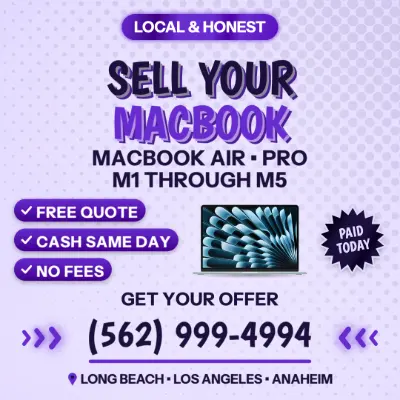 LOCAL & HONEST
SELL YOUR
MACBOOK
MACBOOK AIR • PRO
M1 THROUGH M5
FREE QUOTE
CASH SAME DAY
NO FEES
PAID
TODAY
GET YOUR OFFER
(562) 999-4994
LONG BEACH • LOS ANGELES • ANAHEIM